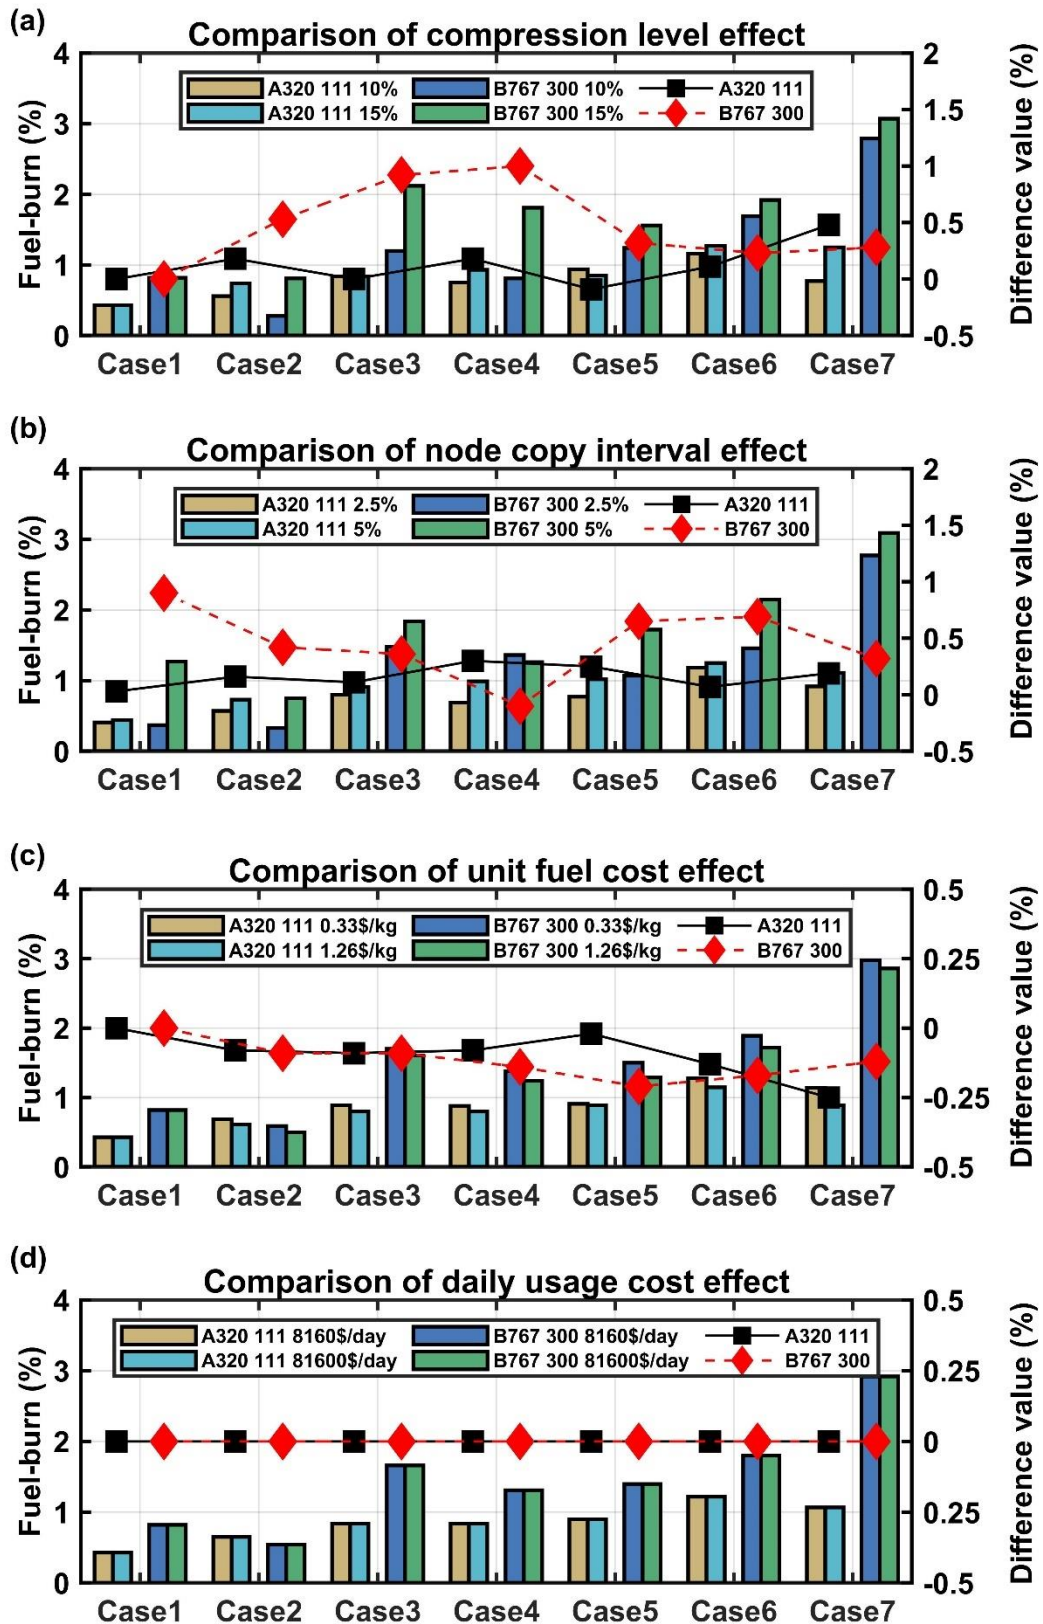 (a)
Comparison of compression level effect
A320 111 10% B767 300 10% A320 111
A320 111 15% B767 300 15% B767 300
Fuel-burn (%)
4
3
2
1
0
Difference value (%)
2
1.5
1
0.5
0
-0.5
Case1 Case2 Case3 Case4 Case5 Case6 Case7
(b)
Comparison of node copy interval effect
A320 111 2.5% B767 300 2.5% A320 111
A320 111 5% B767 300 5% B767 300
Fuel-burn (%)
4
3
2
1
0
Difference value (%)
2
1.5
1
0.5
0
-0.5
Case1 Case2 Case3 Case4 Case5 Case6 Case7
(c)
Comparison of unit fuel cost effect
A320 111 0.33$/kg B767 300 0.33$/kg A320 111
A320 111 1.26$/kg B767 300 1.26$/kg B767 300
Fuel-burn (%)
4
3
2
1
0
Difference value (%)
0.5
0.25
0
-0.25
-0.5
Case1 Case2 Case3 Case4 Case5 Case6 Case7
(d)
Comparison of daily usage cost effect
A320 111 8160$/day B767 300 8160$/day A320 111
A320 111 81600$/day B767 300 81600$/day B767 300
Fuel-burn (%)
4
3
2
1
0
Difference value (%)
0.5
0.25
0
0.25
-0.5
Case1 Case2 Case3 Case4 Case5 Case6 Case7